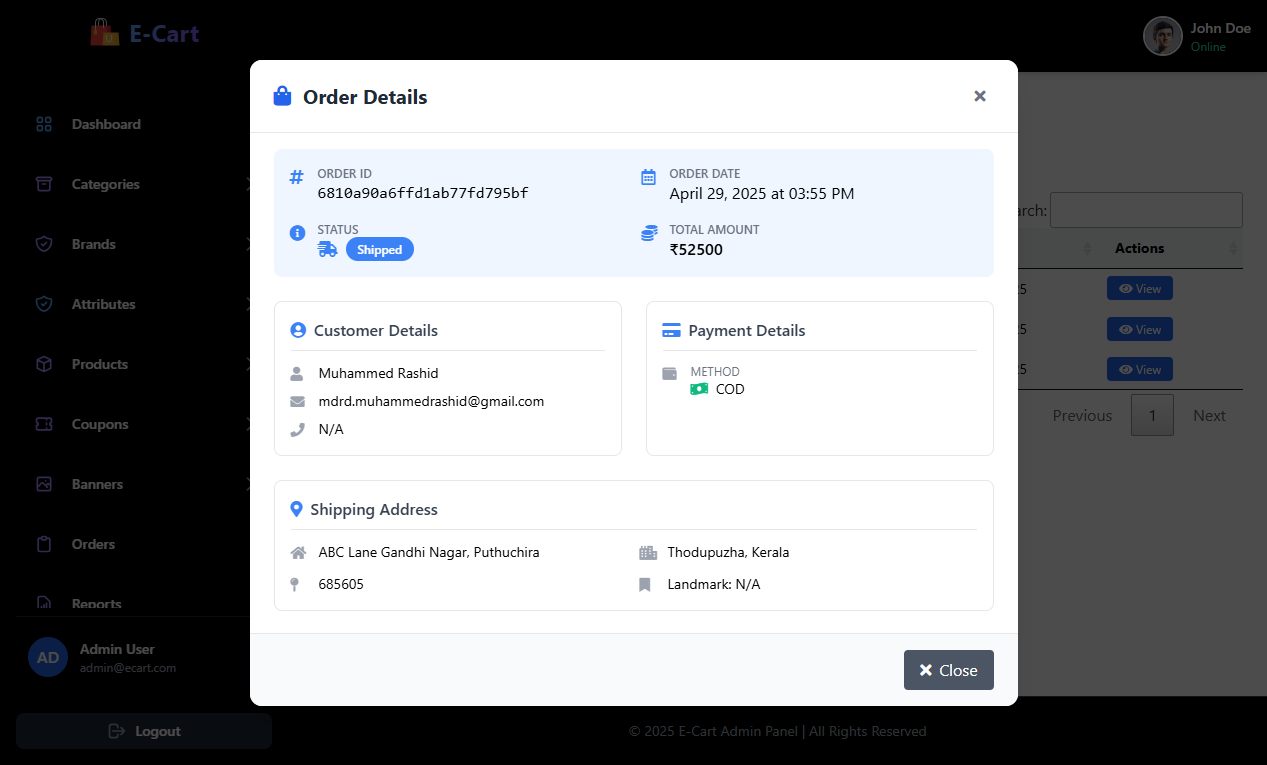 E-Cart
John Doe
Online
Dashboard
Categories
Brands
Attributes
Products
Coupons
Banners
Orders
Reports
AD
Admin User
admin@ecart.com
Logout
Order Details
ORDER ID
6810a90a6ffd1ab77fd795bf
ORDER DATE
April 29, 2025 at 03:55 PM
STATUS
Shipped
TOTAL AMOUNT
₹52500
Customer Details
Muhammed Rashid
mdrd.muhammedrashid@gmail.com
N/A
Payment Details
METHOD
COD
Shipping Address
ABC Lane Gandhi Nagar, Puthuchira
Thodupuzha, Kerala
685605
Landmark: N/A
Close
arch:
Actions
25 View
25 View
25 View
Previous 1 Next
© 2025 E-Cart Admin Panel | All Rights Reserved